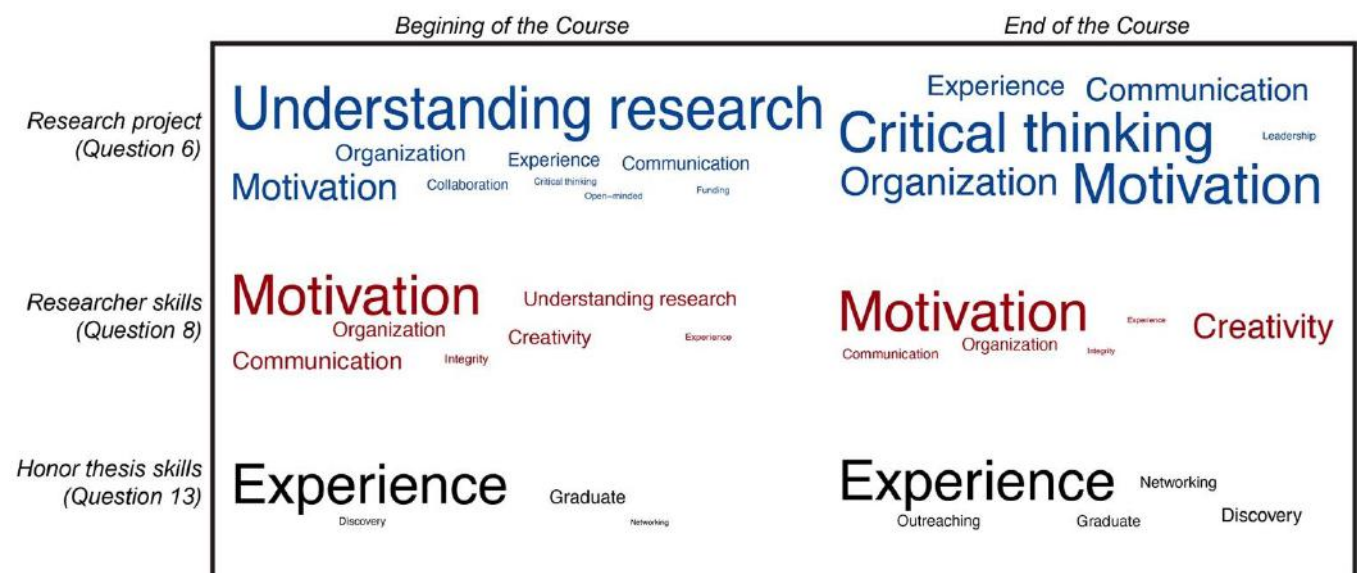 Begining of the Course
End of the Course
Research project
(Question 6)
Understanding research
Organization Experience Communication
Motivation Collaboration Critical thinking
Open-minded Funding
Experience Communication
Critical thinking Leadership
Organization Motivation
Researcher skills
(Question 8)
Motivation Understanding research
Organization Creativity Experience
Communication Integrity
Motivation Experience Creativity
Communication Organization Integrity
Honor thesis skills
(Question 13)
Experience Graduate
Discovery Networking
Experience Networking
Outreaching Graduate Discovery